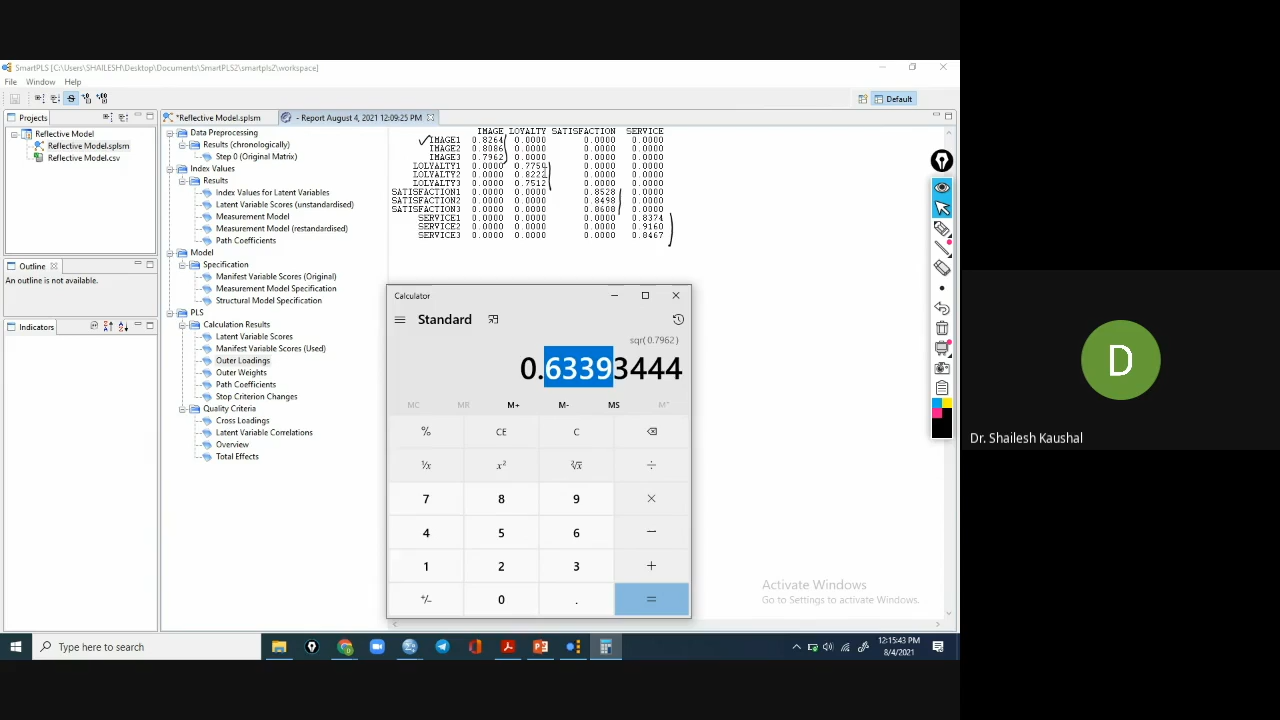 SmartPLS [C:\Users\SHAILESH\Desktop\Documents\SmartPLS2\smartpls2\workspace]
File Window Help
Default
Projects
*Reflective Model.splsm
- Report August 4, 2021 12:09:25 PM
Reflective Model
Reflective Model.splsm
Reflective Model.csv
Outline
An outline is not available.
Indicators
Data Preprocessing
Results (chronologically)
Step 0 (Original Matrix)
Index Values
Results
Index Values for Latent Variables
Latent Variable Scores (unstandardised)
Measurement Model
Measurement Model (restandardised)
Path Coefficients
Model
Specification
Manifest Variable Scores (Original)
Measurement Model Specification
Structural Model Specification
PLS
Calculation Results
Latent Variable Scores
Manifest Variable Scores (Used)
Outer Loadings
Outer Weights
Path Coefficients
Stop Criterion Changes
Quality Criteria
Cross Loadings
Latent Variable Correlations
Overview
Total Effects
IMAGE LOYALTY SATISFACTION SERVICE
IMAGE1 0.8264 0.0000 0.0000 0.0000
IMAGE2 0.8086 0.0000 0.0000 0.0000
IMAGE3 0.7962 0.0000 0.0000 0.0000
LOLYALTY1 0.0000 0.0000 0.0000
LOLYALTY2 0.0000 0.8222 0.0000 0.0000
LOLYALTY3 0.0000 0.7512 0.0000 0.0000
SATISFACTION1 0.0000 0.0000 0.8528 0.0000
SATISFACTION2 0.0000 0.0000 0.8498 0.0000
SATISFACTION3 0.0000 0.0000 0.8608 0.0000
SERVICE1 0.0000 0.0000 0.0000 0.8374
SERVICE2 0.0000 0.0000 0.0000 0.9160
SERVICE3 0.0000 0.0000 0.0000 0.8467
Calculator
Standard
sqr( 0.7962 )
0.63393444
MC MR M+ M- MS M˅
% CE C
¹/x x² ²√x ÷
7 8 9 ×
4 5 6 −
1 2 3 +
+/− 0 . =
Activate Windows
Go to Settings to activate Windows.
D
Dr. Shailesh Kaushal
Type here to search
12:15:43 PM
8/4/2021